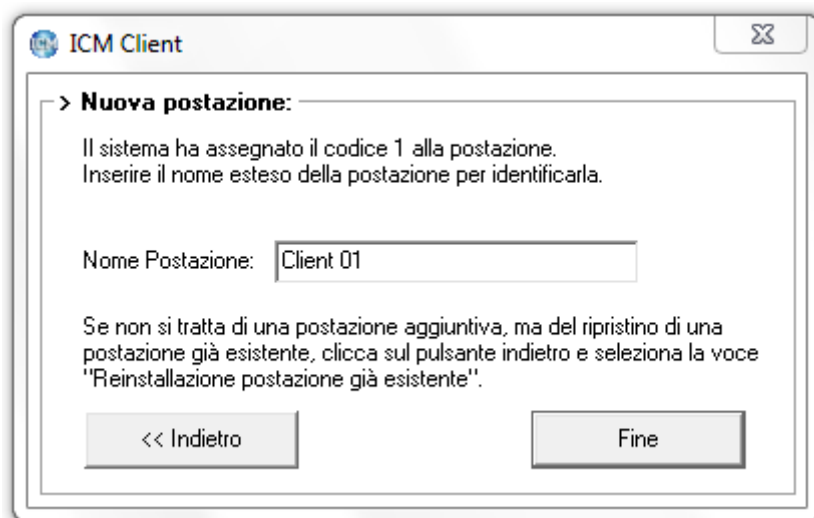 ICM Client
> Nuova postazione:
Il sistema ha assegnato il codice 1 alla postazione.
Inserire il nome esteso della postazione per identificarla.
Nome Postazione: Client 01
Se non si tratta di una postazione aggiuntiva, ma del ripristino di una
postazione già esistente, clicca sul pulsante indietro e seleziona la voce
"Reinstallazione postazione già esistente".
<< Indietro Fine